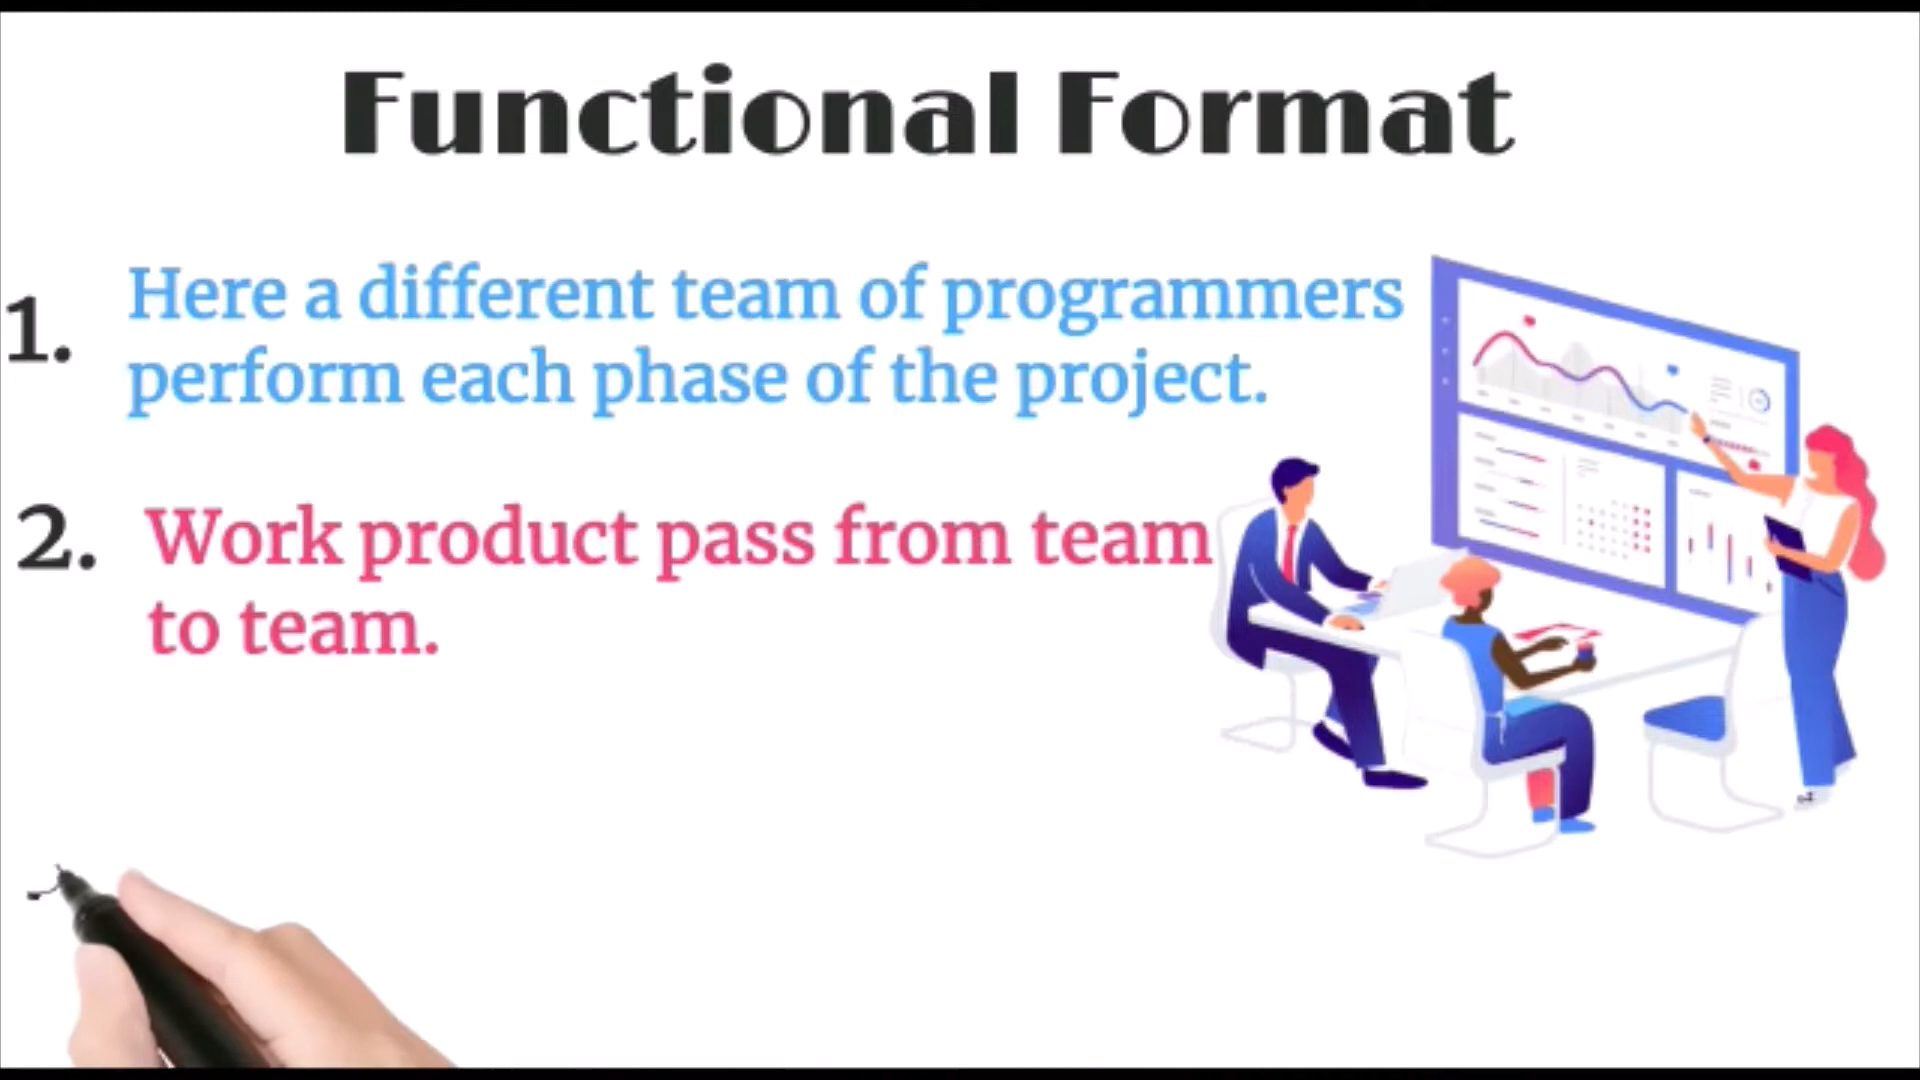 Functional Format
1. Here a different team of programmers
perform each phase of the project.
2. Work product pass from team
to team.